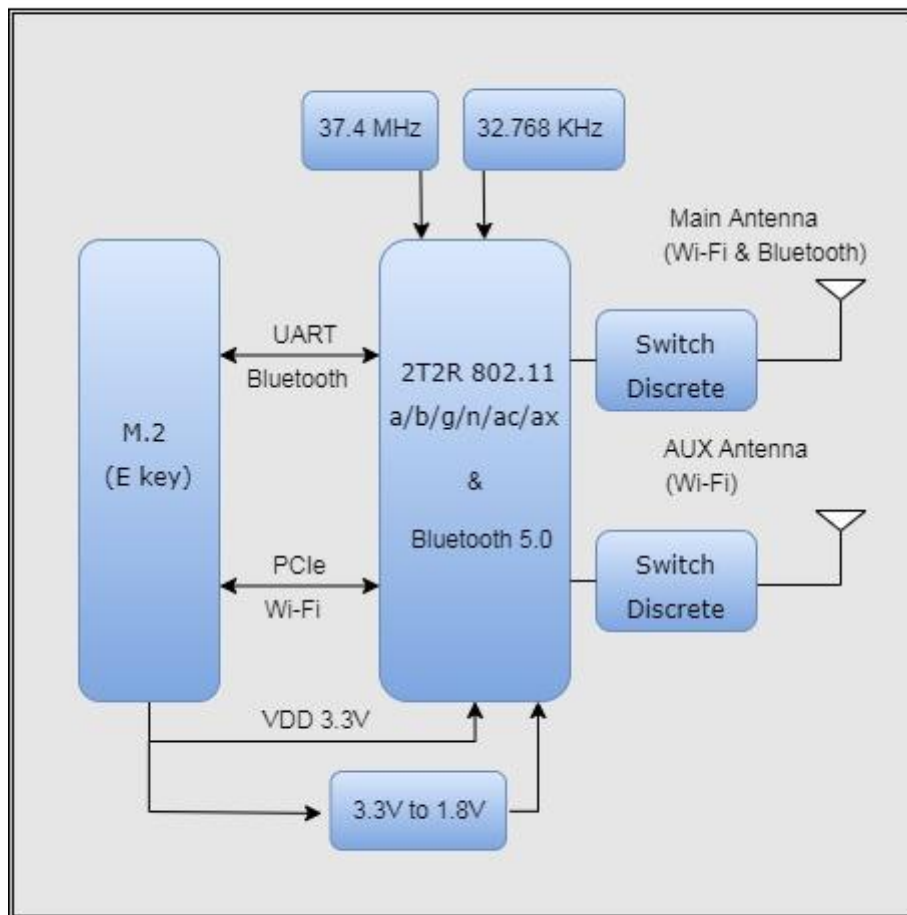 37.4 MHz
32.768 KHz
Main Antenna
(Wi-Fi & Bluetooth)
UART
Bluetooth
Switch
Discrete
2T2R 802.11
a/b/g/n/ac/ax
&
Bluetooth 5.0
M.2
(E key)
AUX Antenna
(Wi-Fi)
PCIe
Wi-Fi
Switch
Discrete
VDD 3.3V
3.3V to 1.8V